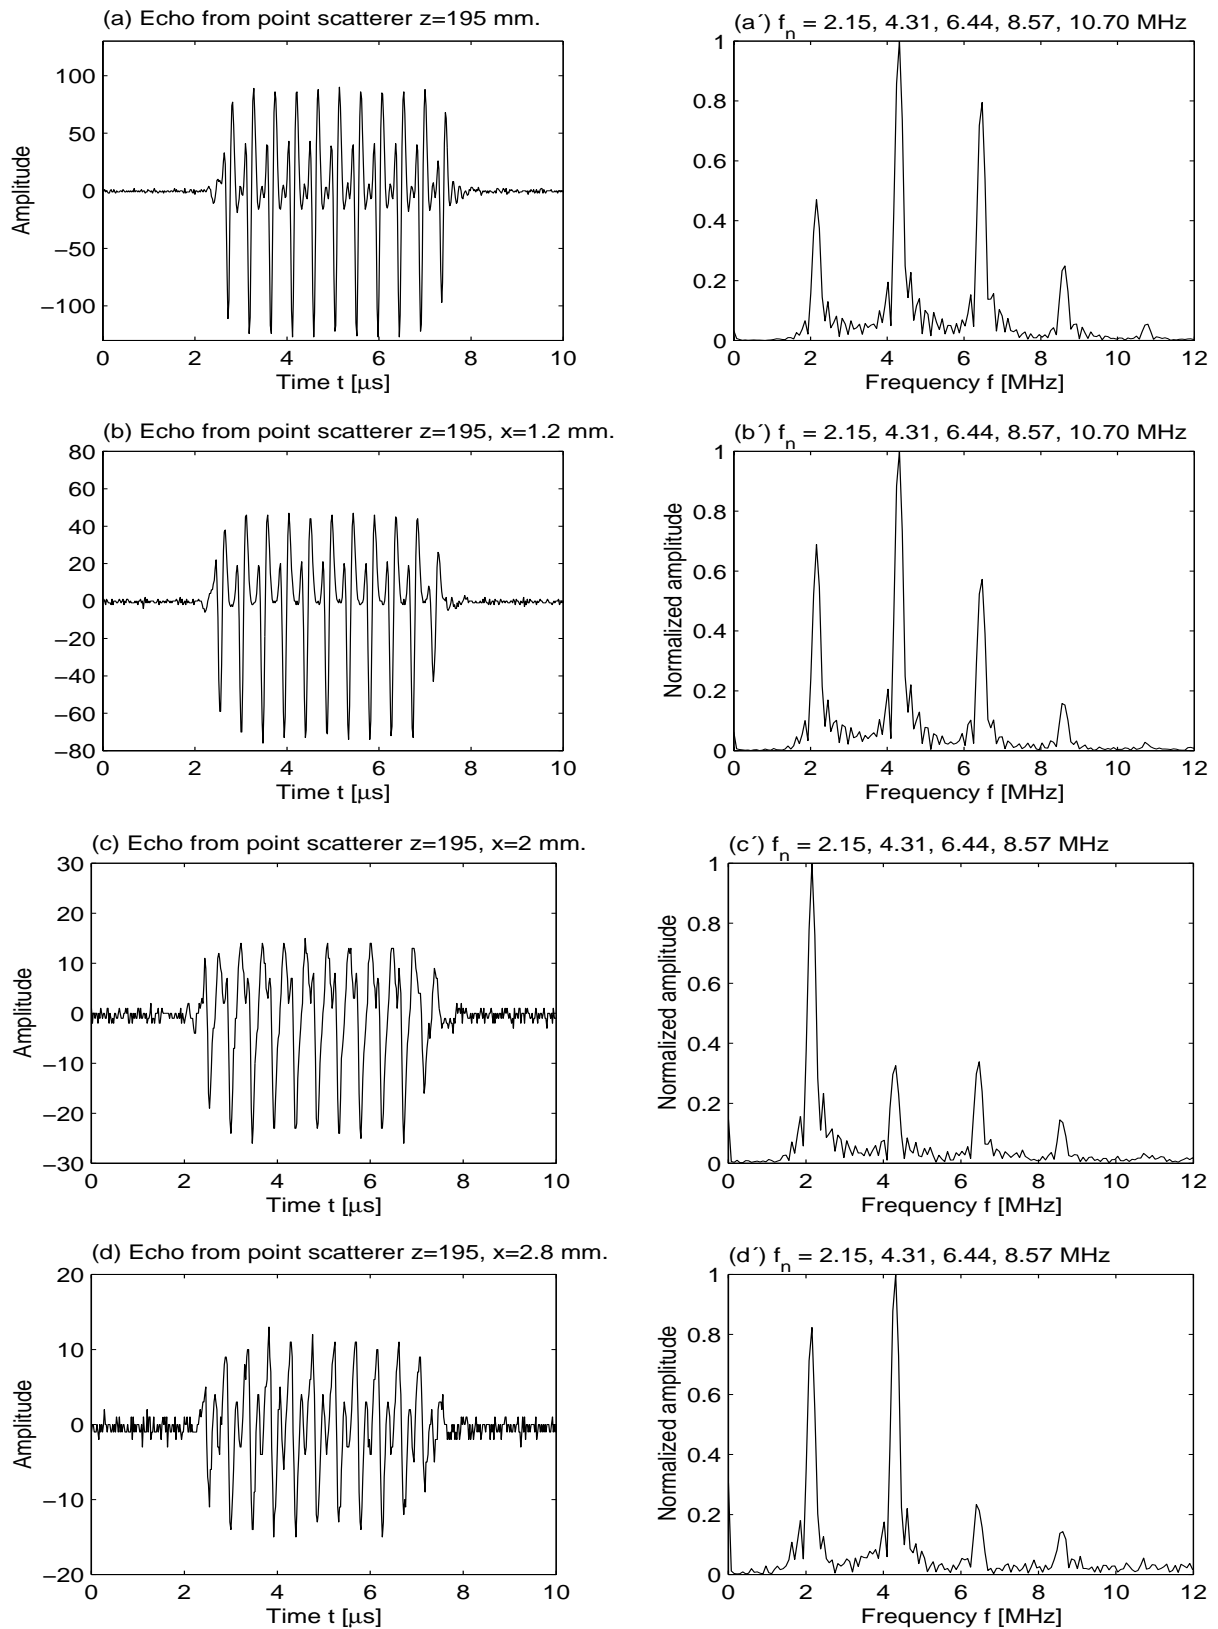 (a) Echo from point scatterer z=195 mm.
100
50
0
−50
−100
Amplitude
0 2 4 6 8 10
Time t [µs]
(a´) f_n = 2.15, 4.31, 6.44, 8.57, 10.70 MHz
1
0.8
0.6
0.4
0.2
0
0 2 4 6 8 10 12
Frequency f [MHz]
(b) Echo from point scatterer z=195, x=1.2 mm.
80
60
40
20
0
−20
−40
−60
−80
0 2 4 6 8 10
Time t [µs]
(b´) f_n = 2.15, 4.31, 6.44, 8.57, 10.70 MHz
1
0.8
0.6
0.4
0.2
0
Normalized amplitude
0 2 4 6 8 10 12
Frequency f [MHz]
(c) Echo from point scatterer z=195, x=2 mm.
30
20
10
0
−10
−20
−30
Amplitude
0 2 4 6 8 10
Time t [µs]
(c´) f_n = 2.15, 4.31, 6.44, 8.57 MHz
1
0.8
0.6
0.4
0.2
0
Normalized amplitude
0 2 4 6 8 10 12
Frequency f [MHz]
(d) Echo from point scatterer z=195, x=2.8 mm.
20
10
0
−10
−20
Amplitude
0 2 4 6 8 10
Time t [µs]
(d´) f_n = 2.15, 4.31, 6.44, 8.57 MHz
1
0.8
0.6
0.4
0.2
0
Normalized amplitude
0 2 4 6 8 10 12
Frequency f [MHz]